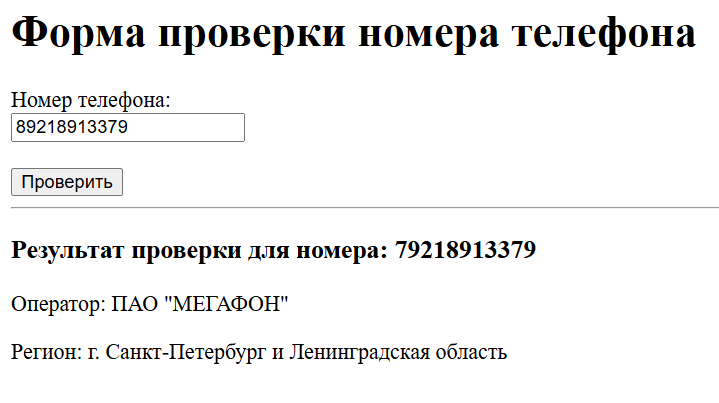 Форма проверки номера телефона
Номер телефона:
89218913379
Проверить
Результат проверки для номера: 79218913379
Оператор: ПАО "МЕГАФОН"
Регион: г. Санкт-Петербург и Ленинградская область